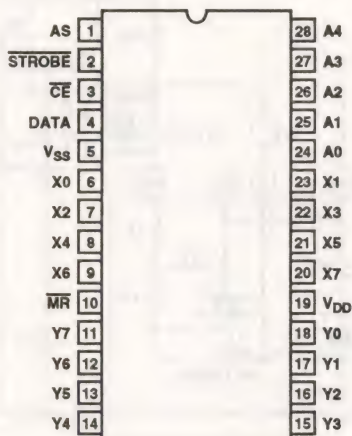 AS 1 28 A4
STROBE 2 27 A3
CE 3 26 A2
DATA 4 25 A1
VSS 5 24 A0
X0 6 23 X1
X2 7 22 X3
X4 8 21 X5
X6 9 20 X7
MR 10 19 VDD
Y7 11 18 Y0
Y6 12 17 Y1
Y5 13 16 Y2
Y4 14 15 Y3